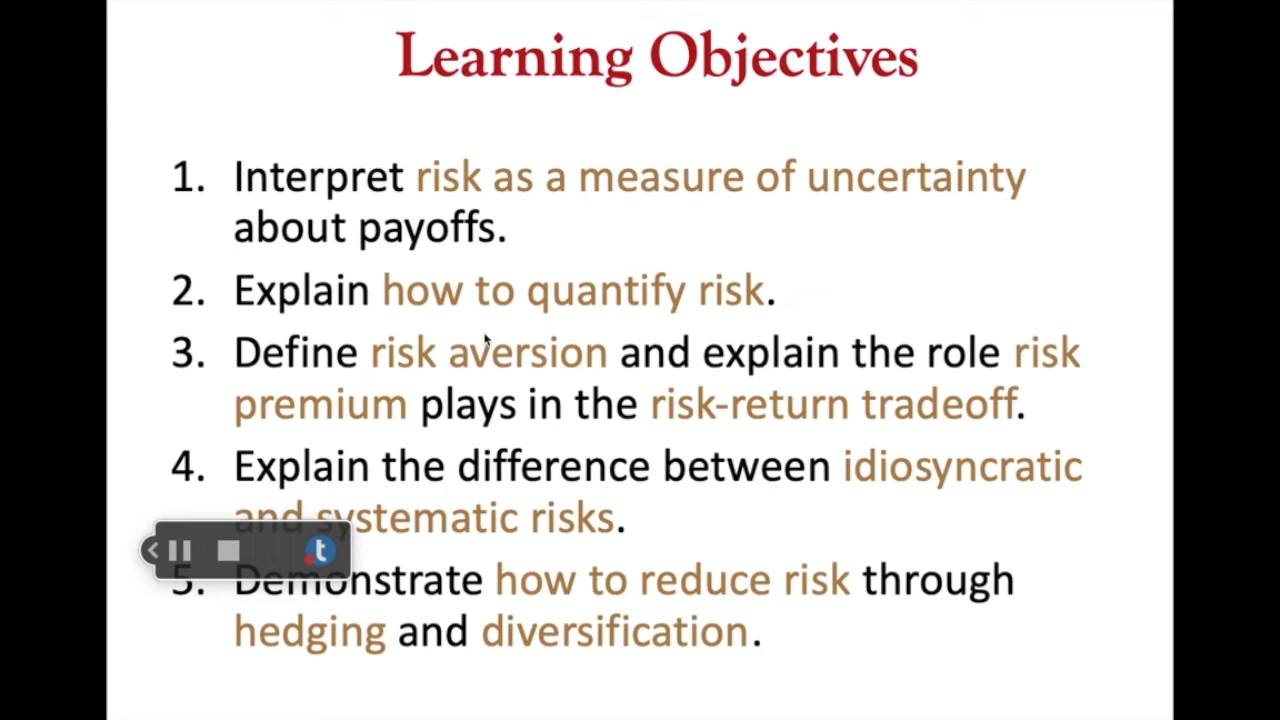 Learning Objectives
1. Interpret risk as a measure of uncertainty
about payoffs.
2. Explain how to quantify risk.
3. Define risk aversion and explain the role risk
premium plays in the risk-return tradeoff.
4. Explain the difference between idiosyncratic
and systematic risks.
t
5. Demonstrate how to reduce risk through
hedging and diversification.